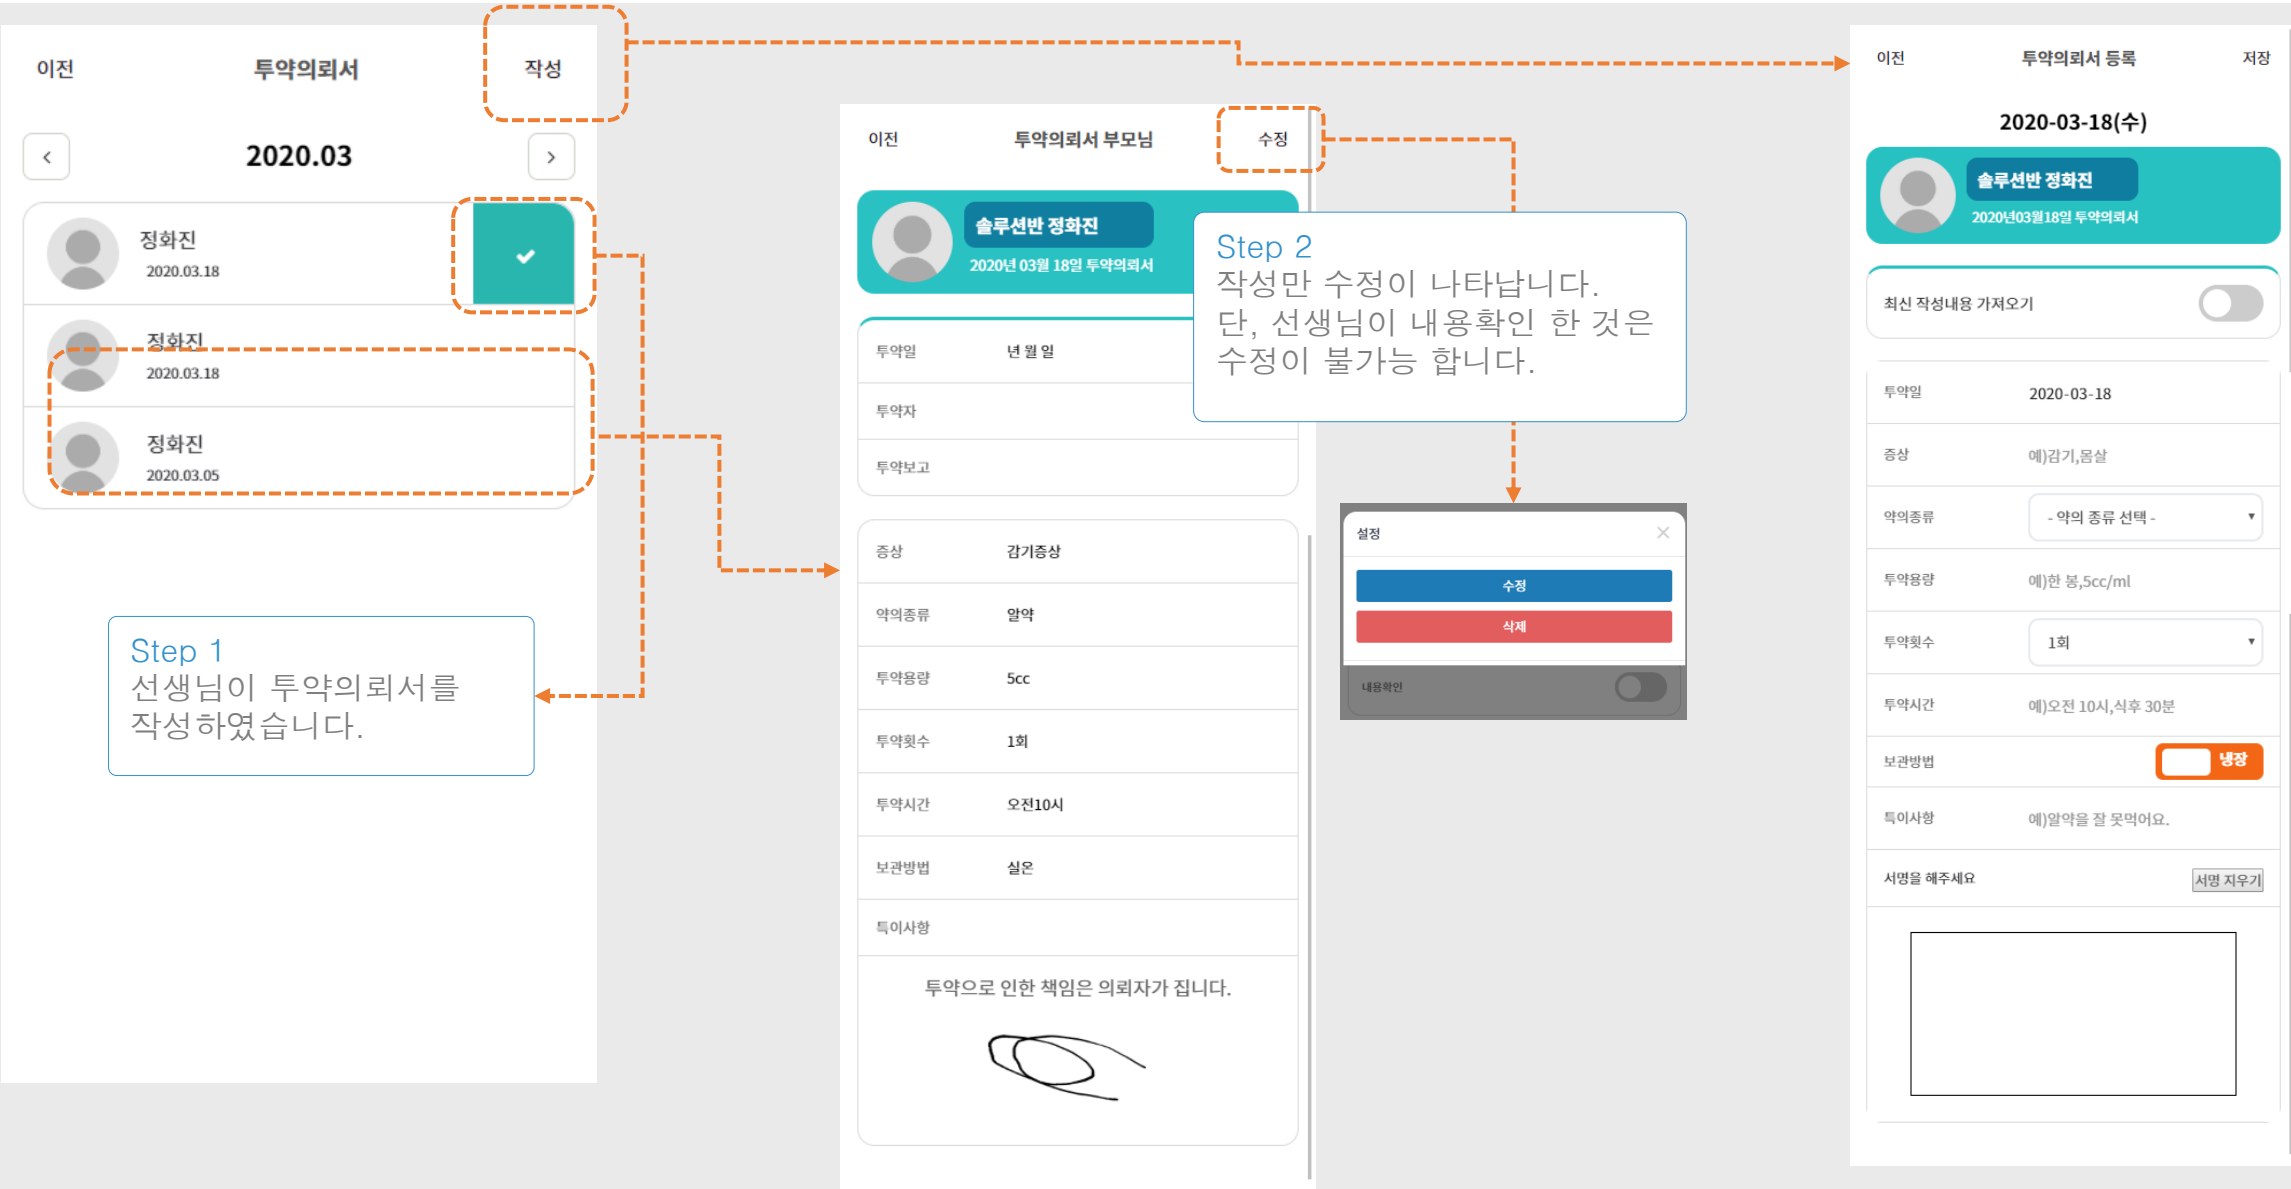 이전
투약의뢰서
작성
2020.03
정화진
2020.03.18
정화진
2020.03.18
정화진
2020.03.05
Step 1
선생님이 투약의뢰서를
작성하였습니다.
이전
투약의뢰서 부모님
수정
솔루션반 정화진
2020년 03월 18일 투약의뢰서
투약일
년 월 일
투약자
투약보고
증상
감기증상
약의종류
알약
투약용량
5cc
투약횟수
1회
투약시간
오전10시
보관방법
실온
특이사항
투약으로 인한 책임은 의뢰자가 집니다.
Step 2
작성만 수정이 나타납니다.
단, 선생님이 내용확인 한 것은
수정이 불가능 합니다.
설정
수정
삭제
내용확인
이전
투약의뢰서 등록
저장
2020-03-18(수)
솔루션반 정화진
2020년03월18일 투약의뢰서
최신 작성내용 가져오기
투약일
2020-03-18
증상
예)감기,몸살
약의종류
- 약의 종류 선택 -
투약용량
예)한 봉,5cc/ml
투약횟수
1회
투약시간
예)오전 10시,식후 30분
보관방법
냉장
특이사항
예)알약을 잘 못먹어요.
서명을 해주세요
서명 지우기